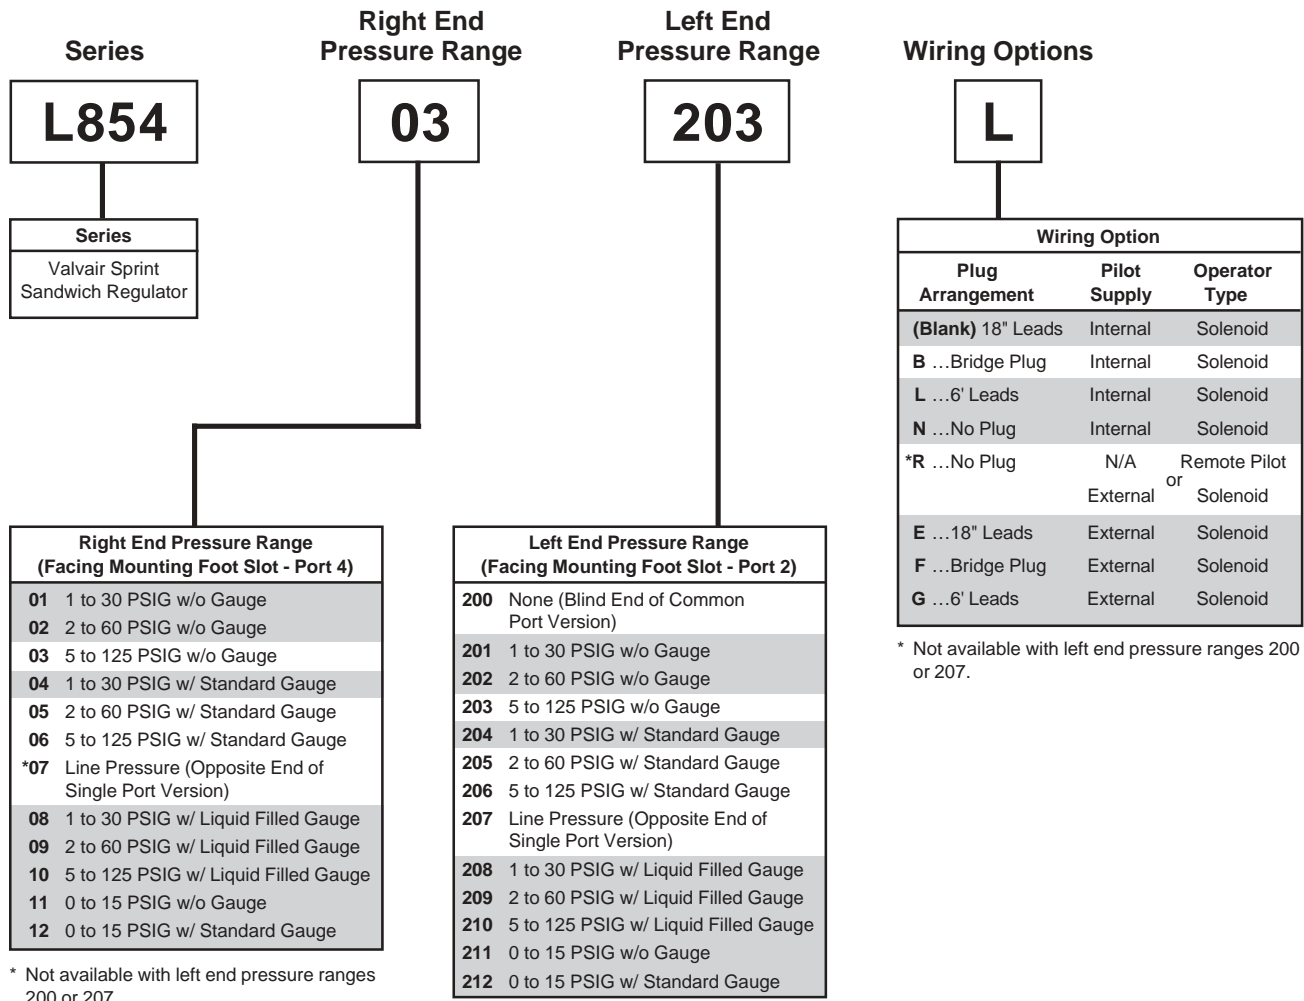 Series
Right End
Pressure Range
Left End
Pressure Range
Wiring Options
L854
03
203
L
Series
Valvair Sprint
Sandwich Regulator
Right End Pressure Range
(Facing Mounting Foot Slot - Port 4)
01 1 to 30 PSIG w/o Gauge
02 2 to 60 PSIG w/o Gauge
03 5 to 125 PSIG w/o Gauge
04 1 to 30 PSIG w/ Standard Gauge
05 2 to 60 PSIG w/ Standard Gauge
06 5 to 125 PSIG w/ Standard Gauge
*07 Line Pressure (Opposite End of
Single Port Version)
08 1 to 30 PSIG w/ Liquid Filled Gauge
09 2 to 60 PSIG w/ Liquid Filled Gauge
10 5 to 125 PSIG w/ Liquid Filled Gauge
11 0 to 15 PSIG w/o Gauge
12 0 to 15 PSIG w/ Standard Gauge
* Not available with left end pressure ranges
200 or 207.
Left End Pressure Range
(Facing Mounting Foot Slot - Port 2)
200 None (Blind End of Common
Port Version)
201 1 to 30 PSIG w/o Gauge
202 2 to 60 PSIG w/o Gauge
203 5 to 125 PSIG w/o Gauge
204 1 to 30 PSIG w/ Standard Gauge
205 2 to 60 PSIG w/ Standard Gauge
206 5 to 125 PSIG w/ Standard Gauge
207 Line Pressure (Opposite End of
Single Port Version)
208 1 to 30 PSIG w/ Liquid Filled Gauge
209 2 to 60 PSIG w/ Liquid Filled Gauge
210 5 to 125 PSIG w/ Liquid Filled Gauge
211 0 to 15 PSIG w/o Gauge
212 0 to 15 PSIG w/ Standard Gauge
Wiring Option
Plug Pilot Operator
Arrangement Supply Type
(Blank) 18" Leads Internal Solenoid
B …Bridge Plug Internal Solenoid
L …6' Leads Internal Solenoid
N …No Plug Internal Solenoid
*R …No Plug N/A Remote Pilot
or
External Solenoid
E …18" Leads External Solenoid
F …Bridge Plug External Solenoid
G …6' Leads External Solenoid
* Not available with left end pressure ranges 200
or 207.